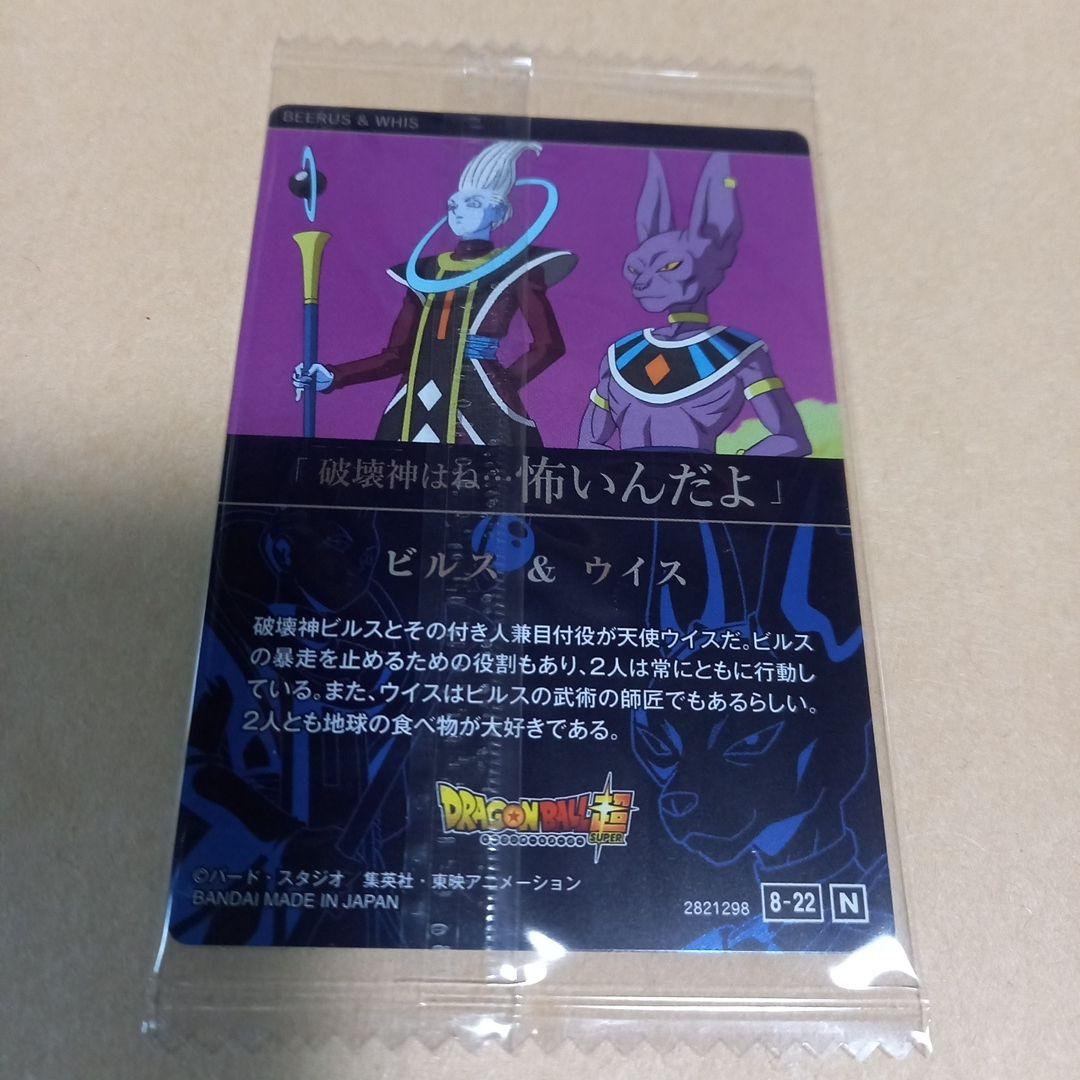 BEERUS & WHIS
「破壊神はね…怖いんだよ」
ビルス & ウイス
破壊神ビルスとその付き人兼目付役が天使ウイスだ。ビルス
の暴走を止めるための役割もあり、2人は常にともに行動し
ている。また、ウイスはビルスの武術の師匠でもあるらしい。
2人とも地球の食べ物が大好きである。
DRAGON BALL超
SUPER
©バード・スタジオ/集英社・東映アニメーション
BANDAI MADE IN JAPAN
2821298 8-22 N